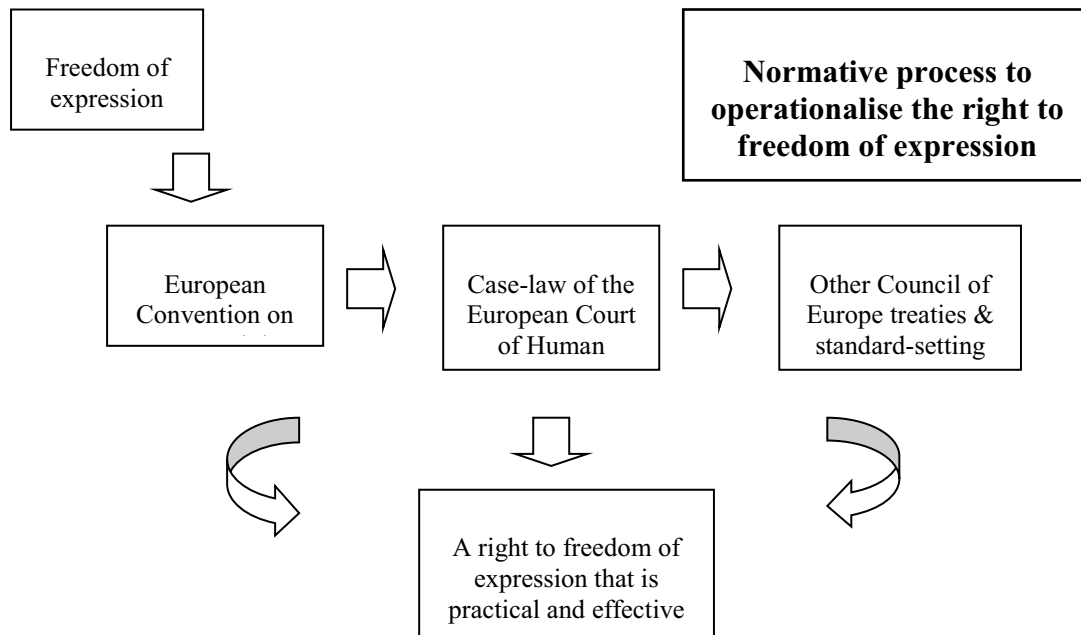 Freedom of
expression
Normative process to
operationalise the right to
freedom of expression
European
Convention on
Case-law of the
European Court
of Human
Other Council of
Europe treaties &
standard-setting
A right to freedom of
expression that is
practical and effective